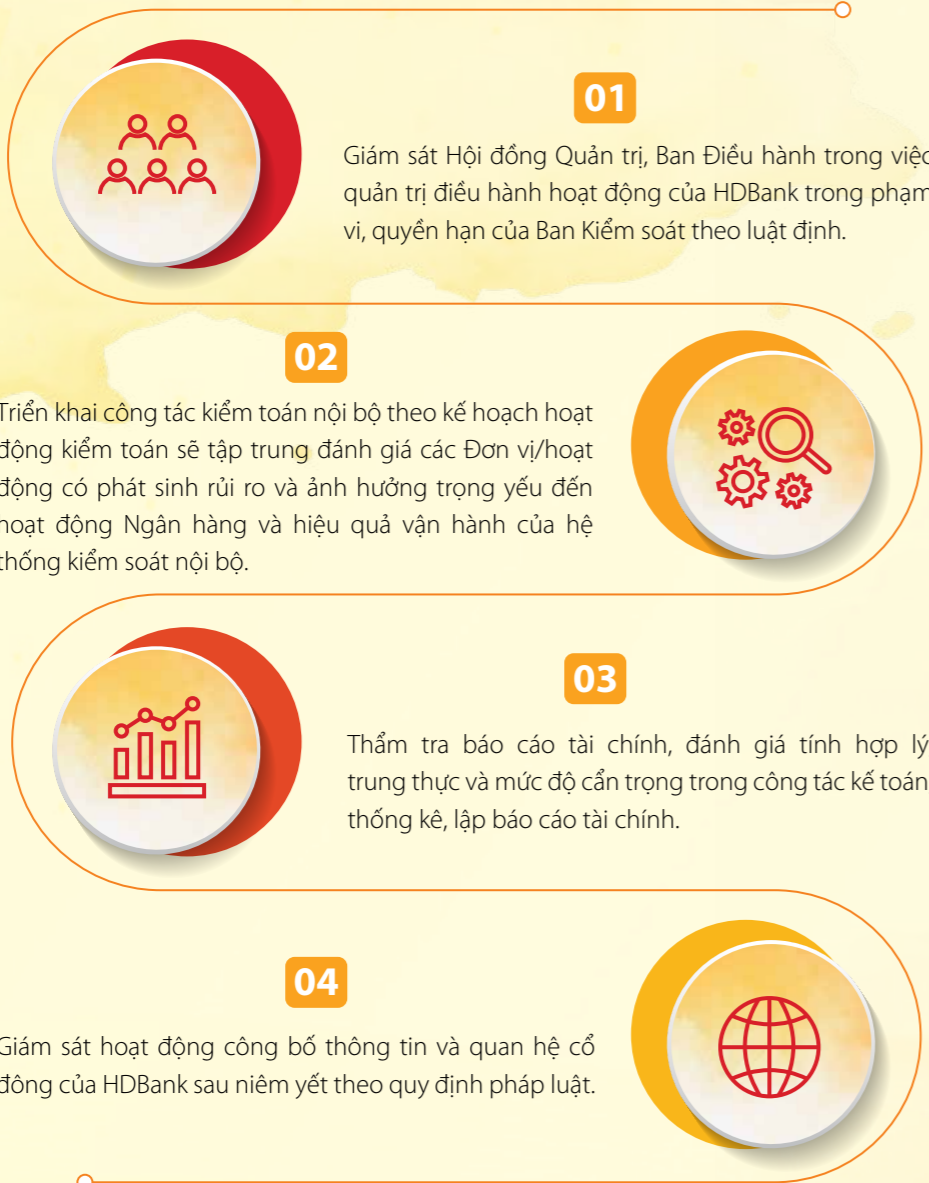 01
Giám sát Hội đồng Quản trị, Ban Điều hành trong việc
quản trị điều hành hoạt động của HDBank trong phạm
vi, quyền hạn của Ban Kiểm soát theo luật định.
02
Triển khai công tác kiểm toán nội bộ theo kế hoạch hoạt
động kiểm toán sẽ tập trung đánh giá các Đơn vị/hoạt
động có phát sinh rủi ro và ảnh hưởng trọng yếu đến
hoạt động Ngân hàng và hiệu quả vận hành của hệ
thống kiểm soát nội bộ.
03
Thẩm tra báo cáo tài chính, đánh giá tính hợp lý
trung thực và mức độ cẩn trọng trong công tác kế toán
thống kê, lập báo cáo tài chính.
04
Giám sát hoạt động công bố thông tin và quan hệ cổ
đông của HDBank sau niêm yết theo quy định pháp luật.